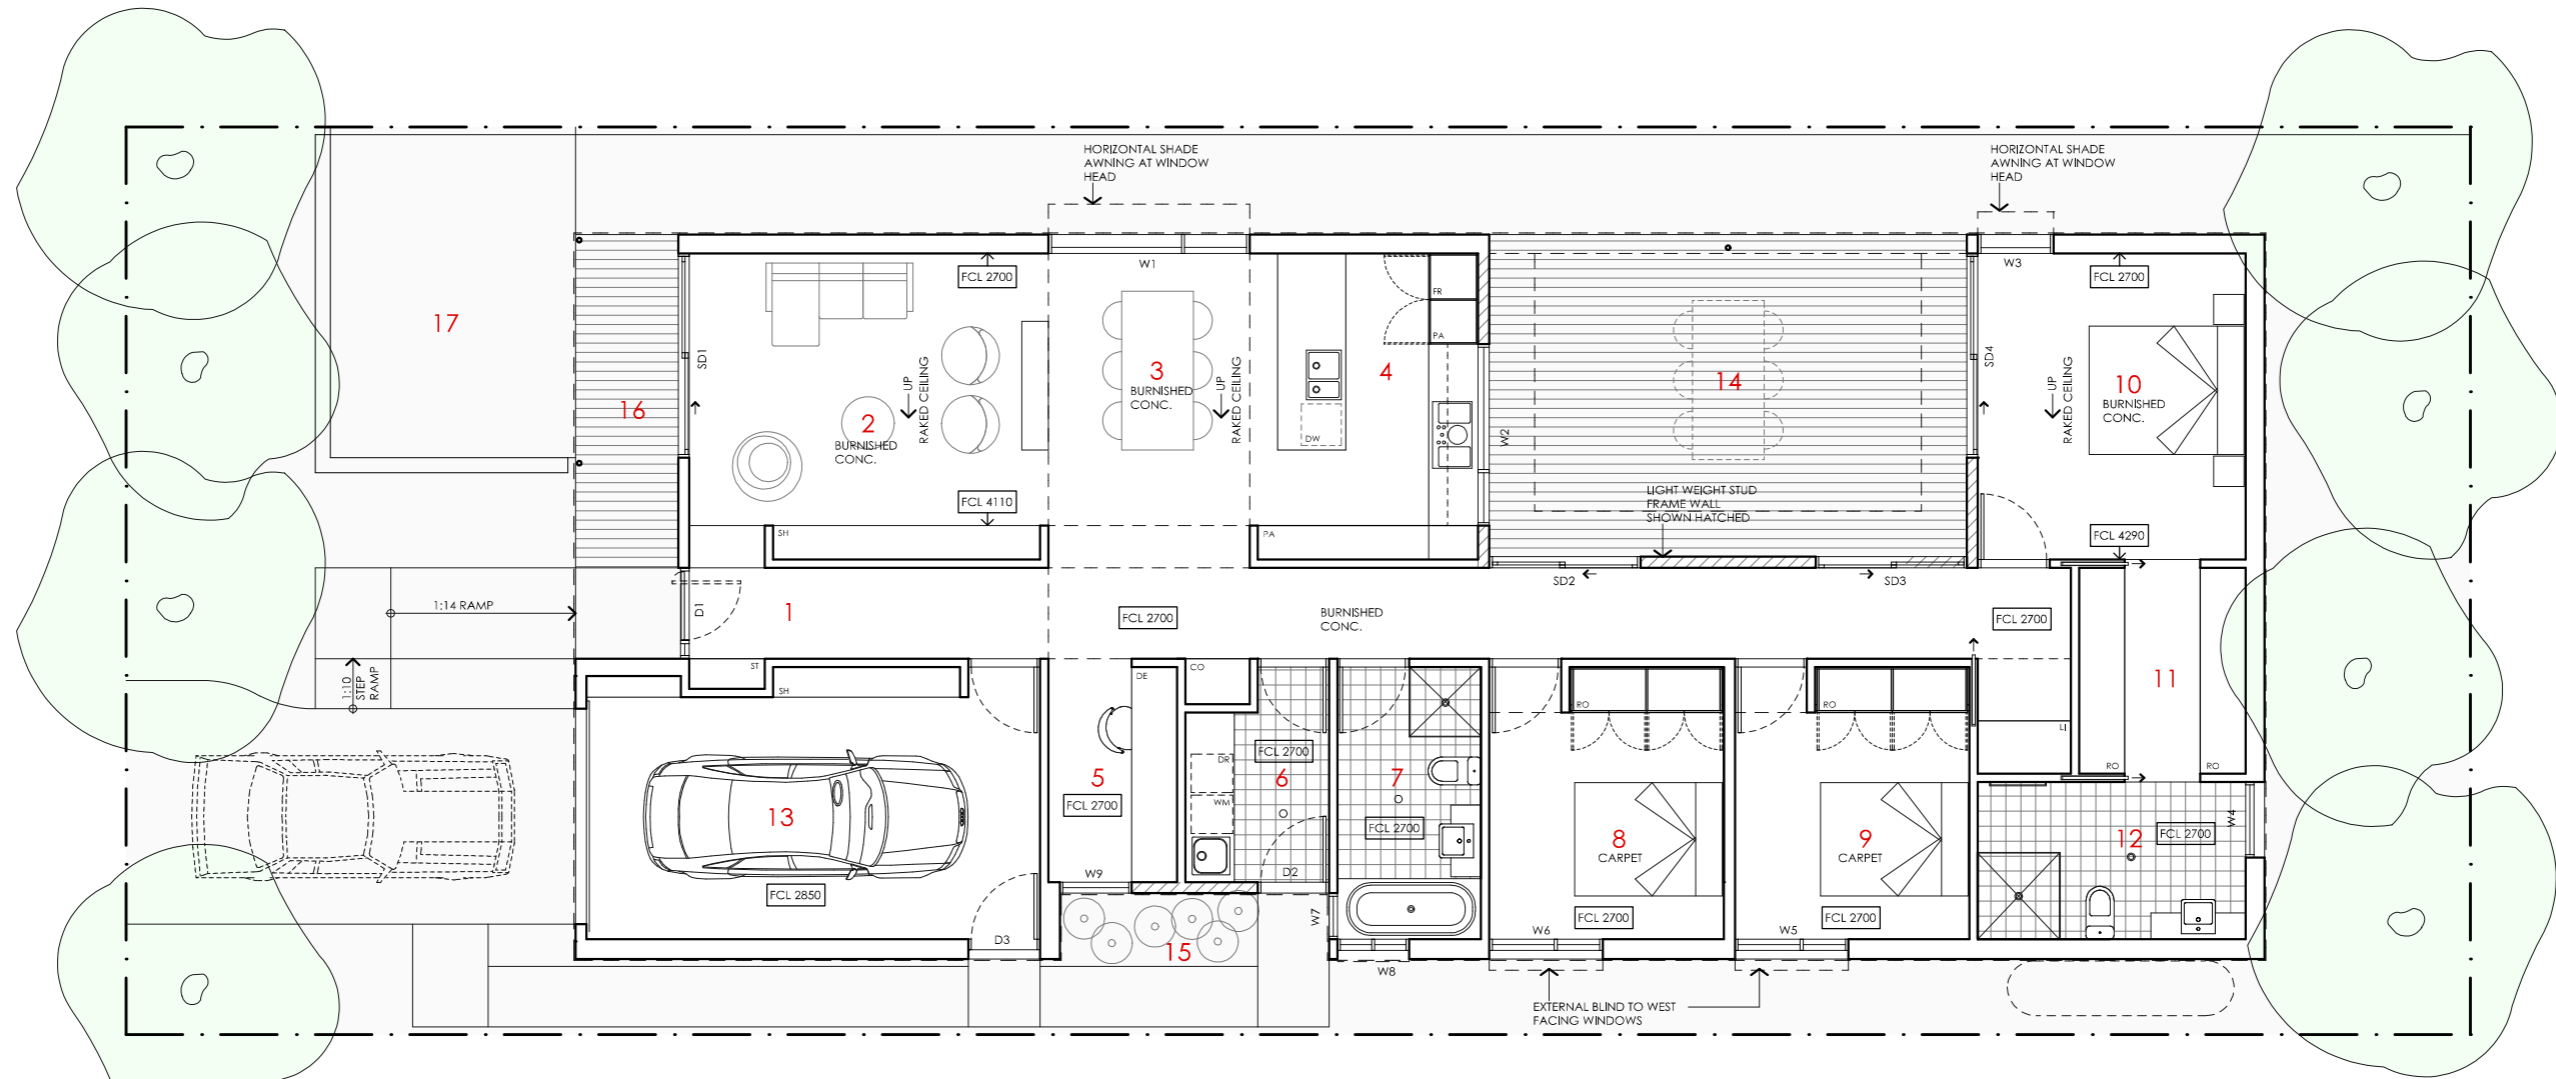 HORIZONTAL SHADE
AWNING AT WINDOW
HEAD
HORIZONTAL SHADE
AWNING AT WINDOW
HEAD
W1
W3
FCL 2700
FCL 2700
FR
PA
17
SD1
UP
RAKED CEILING
3
BURNISHED
CONC.
UP
RAKED CEILING
4
14
SD4
UP
RAKED CEILING
10
BURNISHED
CONC.
16
2
BURNISHED
CONC.
DW
W2
FCL 4110
LIGHT WEIGHT STUD
FRAME WALL
SHOWN HATCHED
SH
PA
FCL 4290
SD2
SD3
1:14 RAMP
D1
1
FCL 2700
BURNISHED
CONC.
FCL 2700
1:10
STEP
RAMP
ST
SH
DE
CO
RO
RO
LI
11
RO
RO
FCL 2700
DR
WM
5
FCL 2700
6
7
FCL 2700
13
FCL 2850
8
CARPET
FCL 2700
9
CARPET
FCL 2700
12
FCL 2700
W4
W9
D2
W7
D3
15
W6
W5
W8
EXTERNAL BLIND TO WEST
FACING WINDOWS